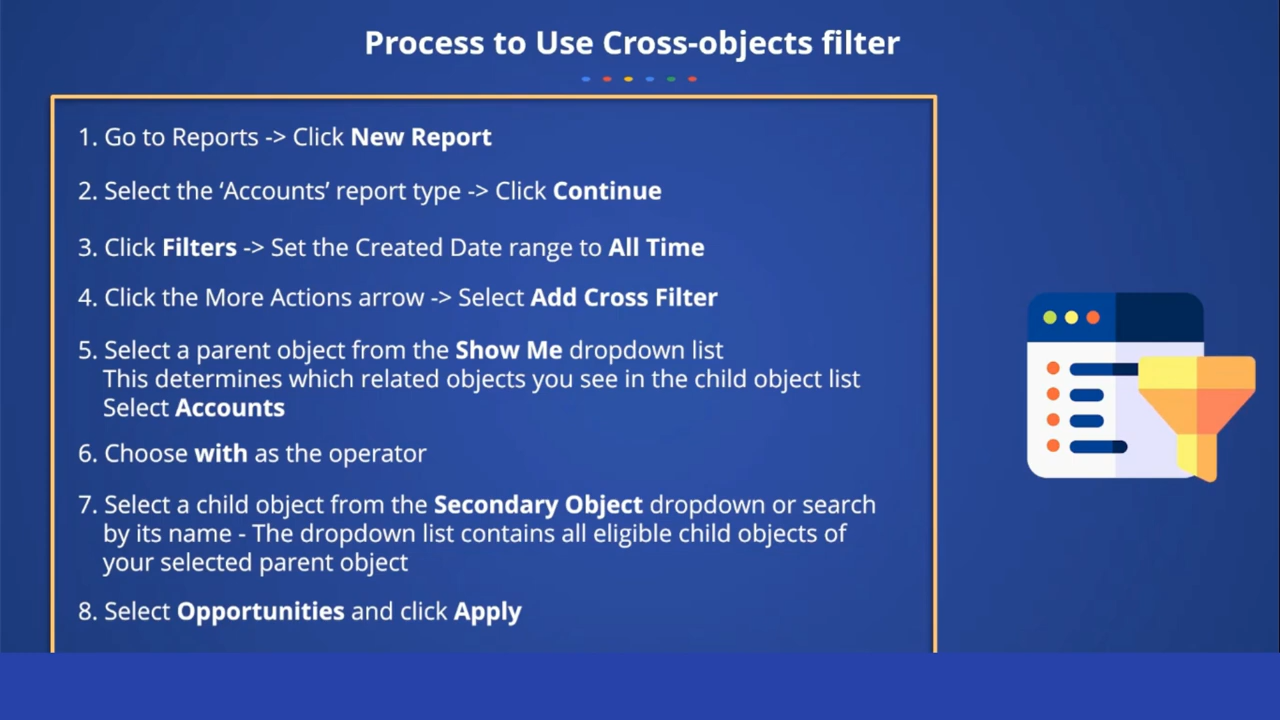 Process to Use Cross-objects filter
1. Go to Reports -> Click New Report
2. Select the ‘Accounts’ report type -> Click Continue
3. Click Filters -> Set the Created Date range to All Time
4. Click the More Actions arrow -> Select Add Cross Filter
5. Select a parent object from the Show Me dropdown list
This determines which related objects you see in the child object list
Select Accounts
6. Choose with as the operator
7. Select a child object from the Secondary Object dropdown or search
by its name - The dropdown list contains all eligible child objects of
your selected parent object
8. Select Opportunities and click Apply